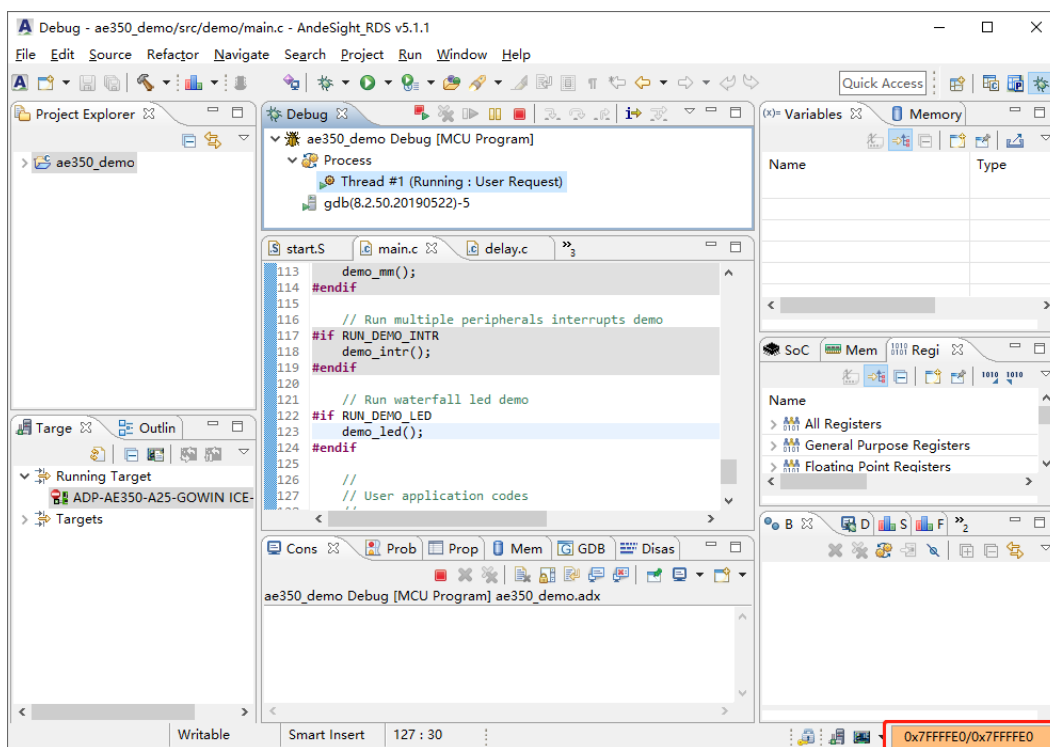 Debug - ae350_demo/src/demo/main.c - AndeSight_RDS v5.1.1
File Edit Source Refactor Navigate Search Project Run Window Help
Quick Access
Project Explorer
ae350_demo
Debug
ae350_demo Debug [MCU Program]
Process
Thread #1 (Running : User Request)
gdb(8.2.50.20190522)-5
(x)= Variables Memory
Name Type
start.S main.c delay.c »3
113 demo_mm();
114 #endif
115
116 // Run multiple peripherals interrupts demo
117 #if RUN_DEMO_INTR
118 demo_intr();
119 #endif
120
121 // Run waterfall led demo
122 #if RUN_DEMO_LED
123 demo_led();
124 #endif
125
126 //
127 // User application codes
SoC Mem Regi
Name
All Registers
General Purpose Registers
Floating Point Registers
Targe Outlin
Running Target
ADP-AE350-A25-GOWIN ICE-
Targets
Cons Prob Prop Mem GDB Disas
ae350_demo Debug [MCU Program] ae350_demo.adx
B D S F »2
Writable Smart Insert 127 : 30 0x7FFFFE0/0x7FFFFE0